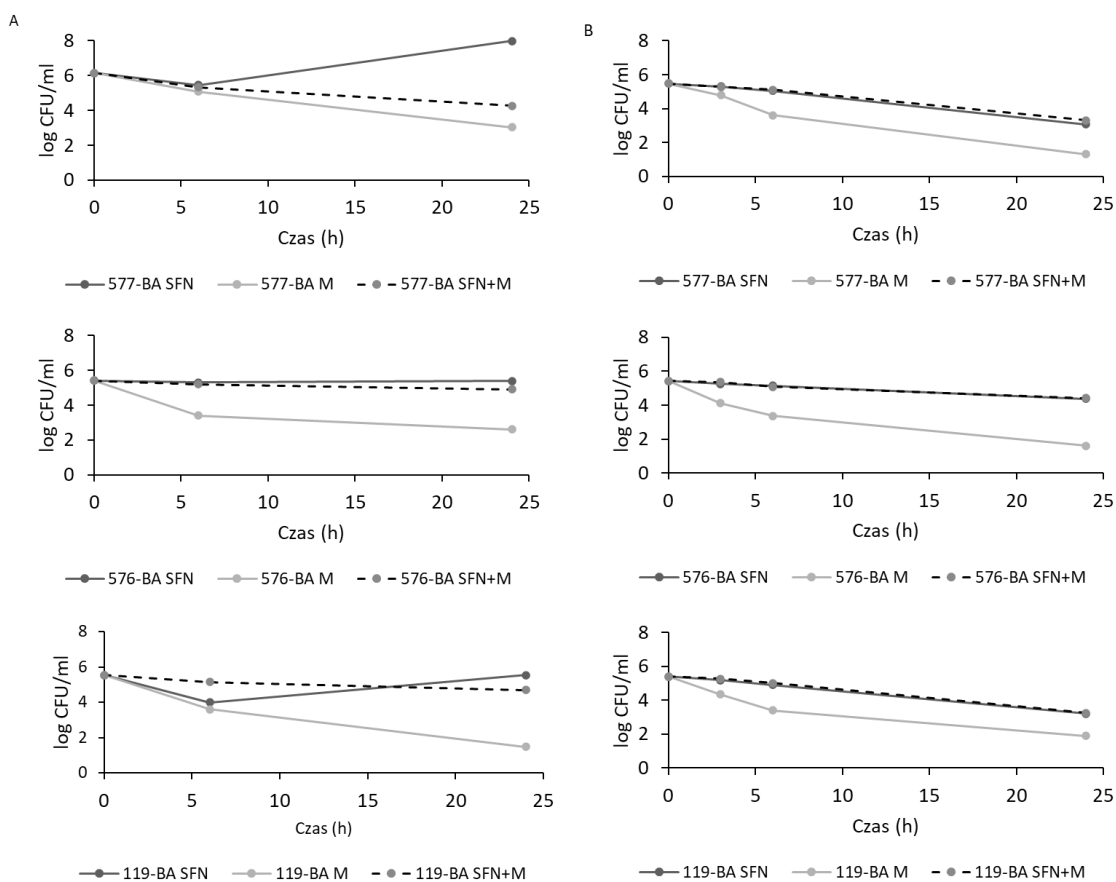 A
8
6
4
2
0
log CFU/ml
0 5 10 15 20 25
Czas (h)
577-BA SFN 577-BA M 577-BA SFN+M
8
6
4
2
0
log CFU/ml
0 5 10 15 20 25
Czas (h)
576-BA SFN 576-BA M 576-BA SFN+M
8
6
4
2
0
log CFU/ml
0 5 10 15 20 25
Czas (h)
119-BA SFN 119-BA M 119-BA SFN+M
B
8
6
4
2
0
log CFU/ml
0 5 10 15 20 25
Czas (h)
577-BA SFN 577-BA M 577-BA SFN+M
8
6
4
2
0
log CFU/ml
0 5 10 15 20 25
Czas (h)
576-BA SFN 576-BA M 576-BA SFN+M
8
6
4
2
0
log CFU/ml
0 5 10 15 20 25
Czas (h)
119-BA SFN 119-BA M 119-BA SFN+M